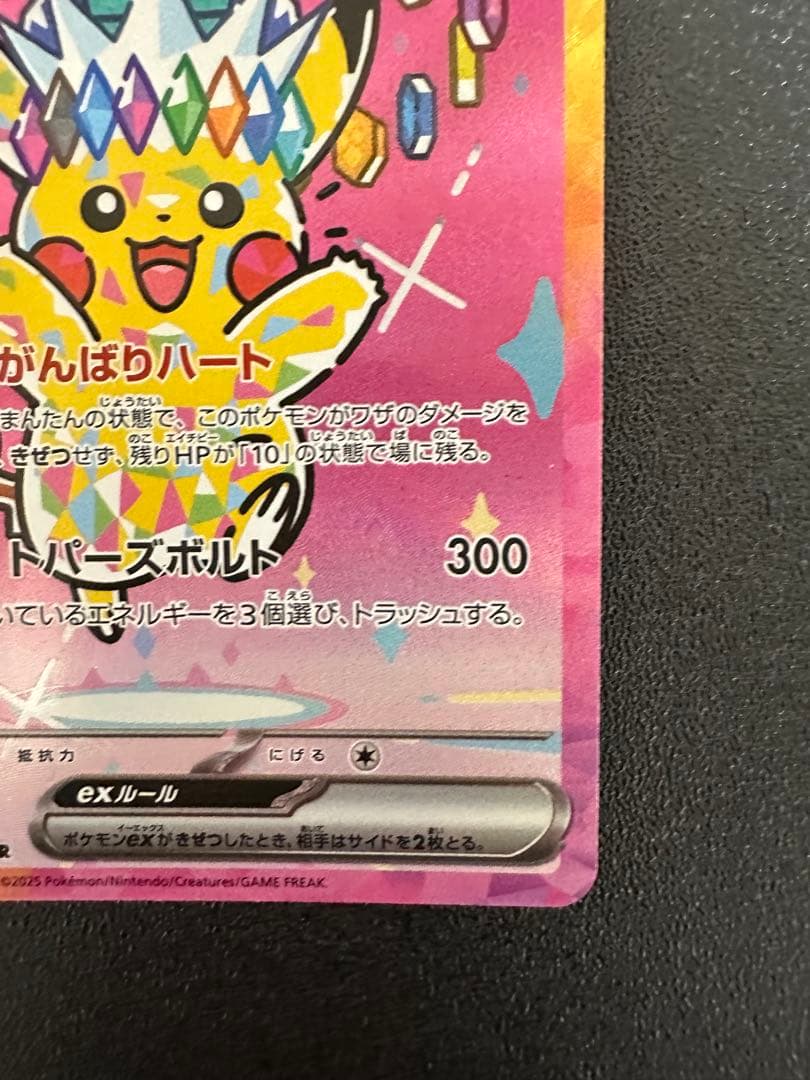 がんばりハート
まんたんの状態で、このポケモンがワザのダメージを
きぜつせず、残りHPが「10」の状態で場に残る。
トパーズボルト 300
いているエネルギーを3個選び、トラッシュする。
抵抗力 にげる
exルール
ポケモンexがきぜつしたとき、相手はサイドを2枚とる。
R
©2025 Pokémon/Nintendo/Creatures/GAME FREAK.